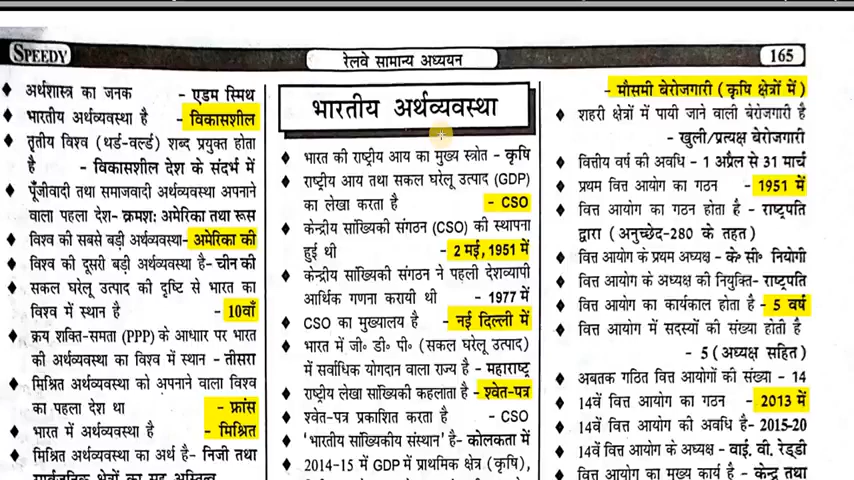 SPEEDY
रेलवे सामान्य अध्ययन
165
अर्थशास्त्र का जनक - एडम स्मिथ
भारतीय अर्थव्यवस्था है - विकासशील
तृतीय विश्व (थर्ड-वर्ल्ड) शब्द प्रयुक्त होता
है - विकासशील देश के संदर्भ में
पूँजीवादी तथा समाजवादी अर्थव्यवस्था अपनाने
वाला पहला देश- क्रमश: अमेरिका तथा रूस
विश्व की सबसे बड़ी अर्थव्यवस्था- अमेरिका की
विश्व की दूसरी बड़ी अर्थव्यवस्था है- चीन की
सकल घरेलू उत्पाद की दृष्टि से भारत का
विश्व में स्थान है - 10वाँ
क्रय शक्ति-समता (PPP) के आधाार पर भारत
की अर्थव्यवस्था का विश्व में स्थान - तीसरा
मिश्रित अर्थव्यवस्था को अपनाने वाला विश्व
का पहला देश था - फ्रांस
भारत में अर्थव्यवस्था है - मिश्रित
मिश्रित अर्थव्यवस्था का अर्थ है- निजी तथा
सार्वजनिक क्षेत्रों का सह अस्तित्व
भारतीय अर्थव्यवस्था
भारत की राष्ट्रीय आय का मुख्य स्त्रोत - कृषि
राष्ट्रीय आय तथा सकल घरेलू उत्पाद (GDP)
का लेखा करता है - CSO
केन्द्रीय सांख्यिकी संगठन (CSO) की स्थापना
हुई थी - 2 मई, 1951 में
केन्द्रीय सांख्यिकी संगठन ने पहली देशव्यापी
आर्थिक गणना करायी थी - 1977 में
CSO का मुख्यालय है - नई दिल्ली में
भारत में जी॰ डी॰ पी॰ (सकल घरेलू उत्पाद)
में सर्वाधिक योगदान वाला राज्य है - महाराष्ट्र
राष्ट्रीय लेखा सांख्यिकी कहलाता है - श्वेत-पत्र
श्वेत-पत्र प्रकाशित करता है - CSO
'भारतीय सांख्यिकीय संस्थान' है- कोलकता में
2014-15 में GDP में प्राथमिक क्षेत्र (कृषि),
- मौसमी बेरोजगारी (कृषि क्षेत्रों में)
शहरी क्षेत्रों में पायी जाने वाली बेरोजगारी है
- खुली/प्रत्यक्ष बेरोजगारी
वित्तीय वर्ष की अवधि - 1 अप्रैल से 31 मार्च
प्रथम वित्त आयोग का गठन - 1951 में
वित्त आयोग का गठन होता है - राष्ट्रपति
द्वारा (अनुच्छेद-280 के तहत)
वित्त आयोग के प्रथम अध्यक्ष - के॰ सी॰ नियोगी
वित्त आयोग के अध्यक्ष की नियुक्ति- राष्ट्रपति
वित्त आयोग का कार्यकाल होता है - 5 वर्ष
वित्त आयोग में सदस्यों की संख्या होती है
- 5 (अध्यक्ष सहित)
अबतक गठित वित्त आयोगों की संख्या - 14
14वें वित्त आयोग का गठन - 2013 में
14वें वित्त आयोग की अवधि है - 2015-20
14वें वित्त आयोग के अध्यक्ष - वाई. वी. रेड्डी
वित्त आयोग का मुख्य कार्य है - केन्द्र तथा